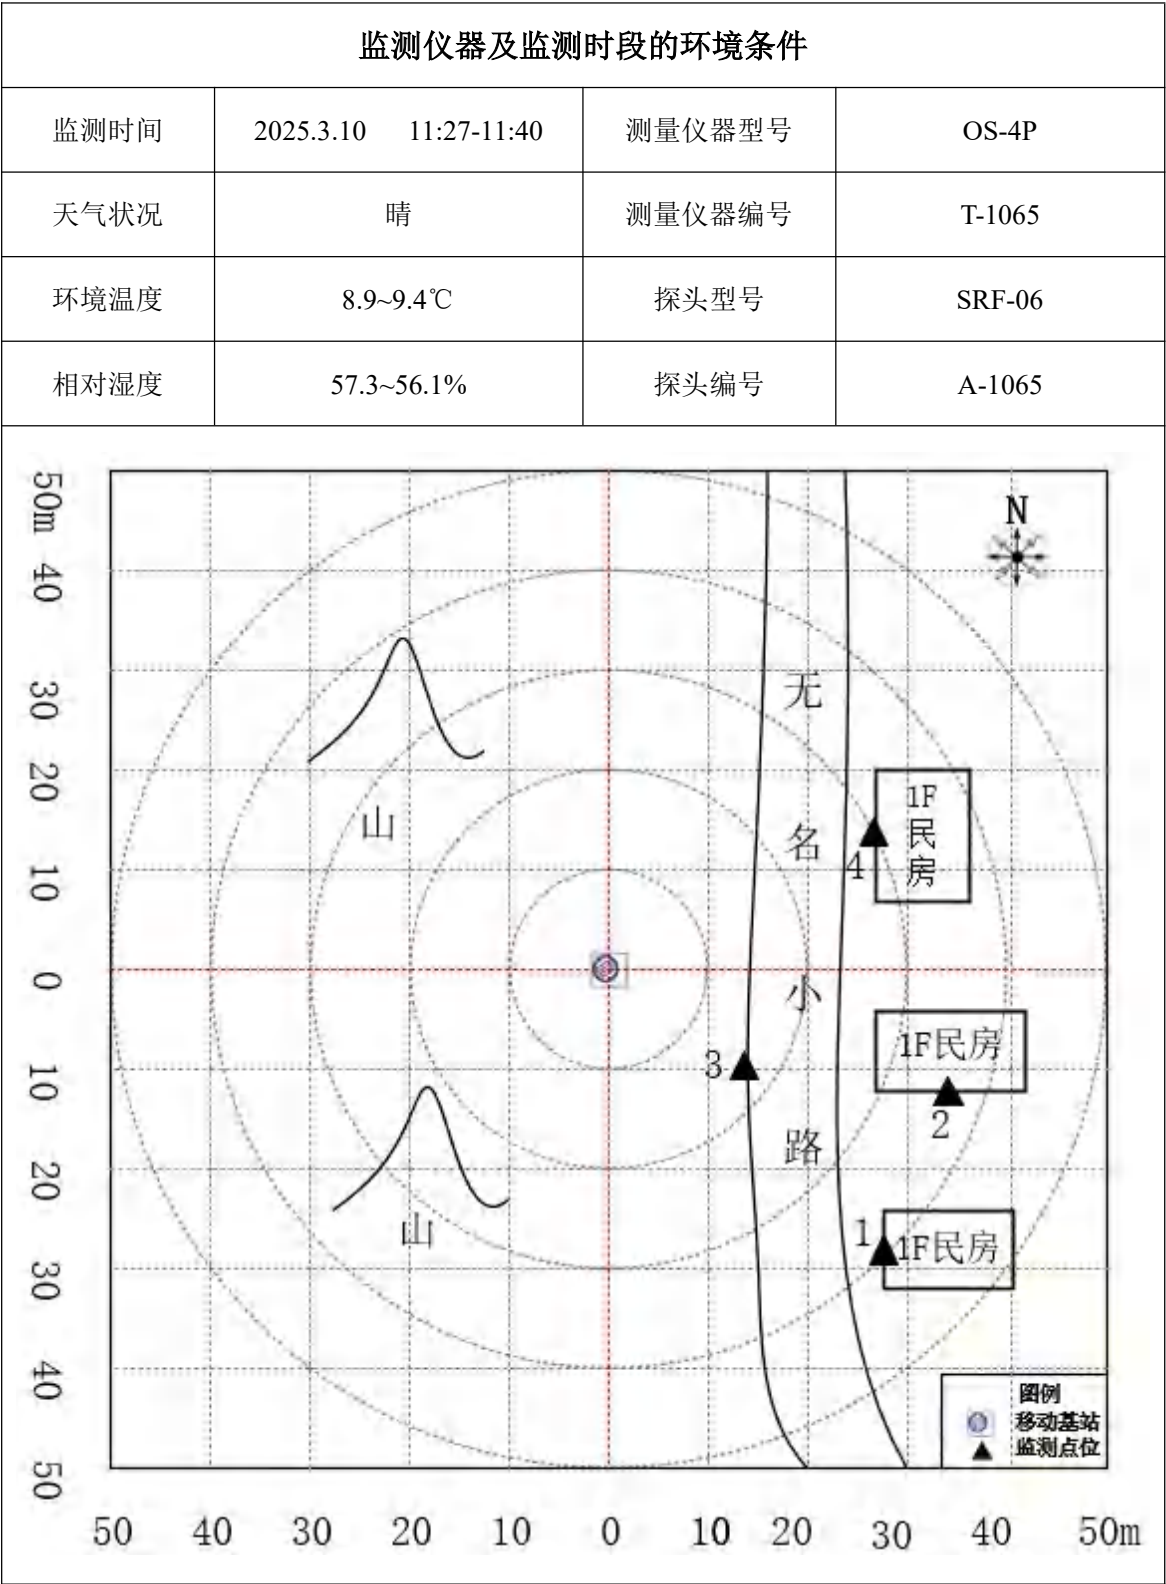 监测仪器及监测时段的环境条件
监测时间 2025.3.10 11:27-11:40 测量仪器型号 OS-4P
天气状况 晴 测量仪器编号 T-1065
环境温度 8.9~9.4℃ 探头型号 SRF-06
相对湿度 57.3~56.1% 探头编号 A-1065
50m
40
30
20
10
0
10
20
30
40
50
N
无
名
小
路
山
山
1F
民
房
4
1F民房
3
2
1
1F民房
图例
移动基站
监测点位
50 40 30 20 10 0 10 20 30 40 50m